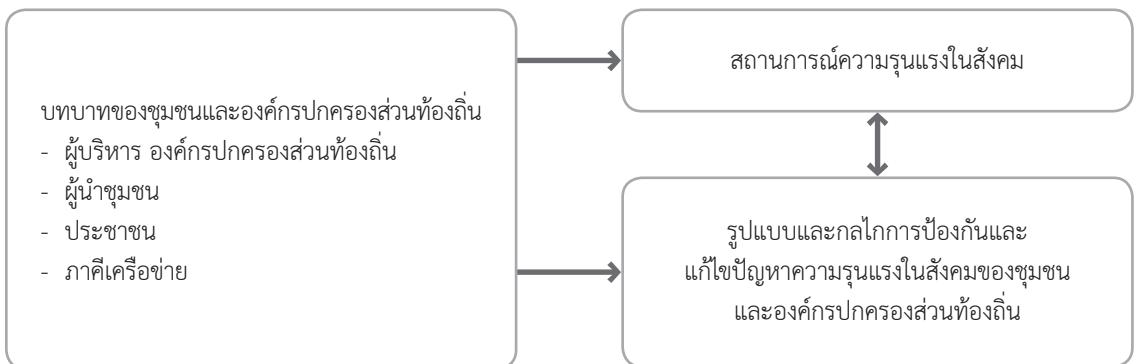 บทบาทของชุมชนและองค์กรปกครองส่วนท้องถิ่น
- ผู้บริหาร องค์กรปกครองส่วนท้องถิ่น
- ผู้นำชุมชน
- ประชาชน
- ภาคีเครือข่าย
สถานการณ์ความรุนแรงในสังคม
รูปแบบและกลไกการป้องกันและ
แก้ไขปัญหาความรุนแรงในสังคมของชุมชน
และองค์กรปกครองส่วนท้องถิ่น